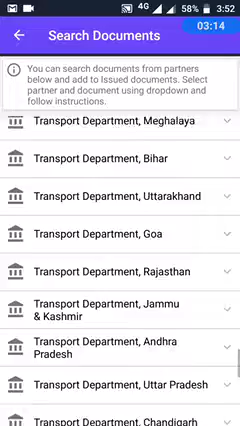 4G 58% 3:52
03:14
Search Documents
You can search documents from partners
below and add to Issued documents. Select
partner and document using dropdown and
follow instructions.
Transport Department, Meghalaya
Transport Department, Bihar
Transport Department, Uttarakhand
Transport Department, Goa
Transport Department, Rajasthan
Transport Department, Jammu
& Kashmir
Transport Department, Andhra
Pradesh
Transport Department, Uttar Pradesh
Transport Department, Chandigarh